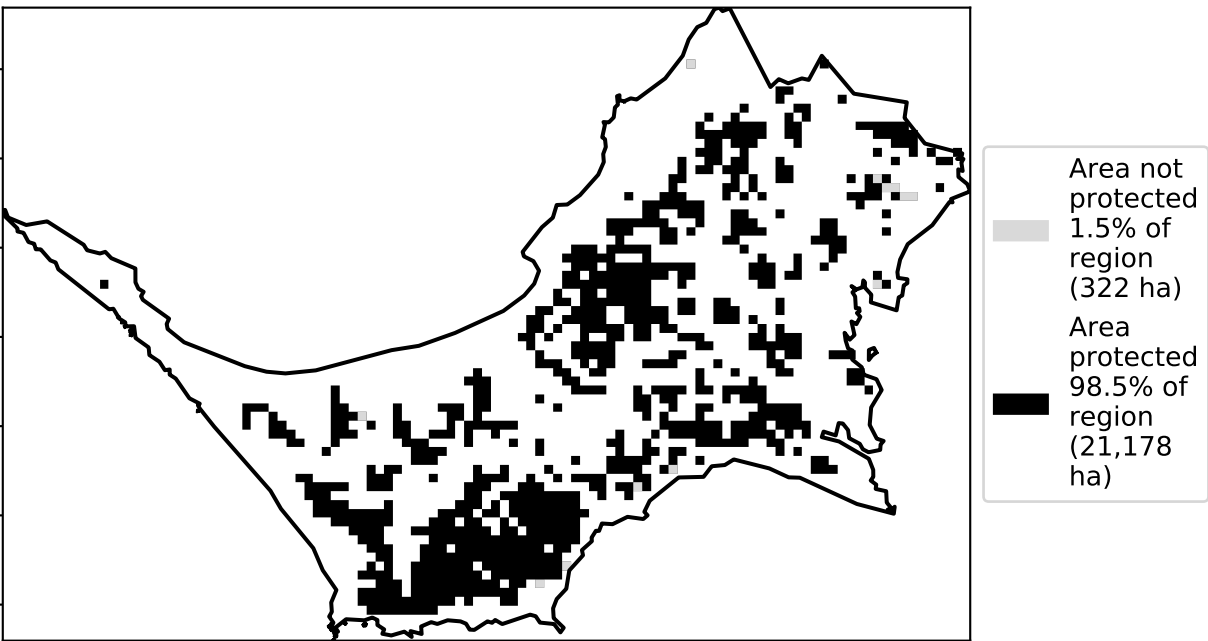 Area not
protected
1.5% of
region
(322 ha)
Area
protected
98.5% of
region
(21,178
ha)